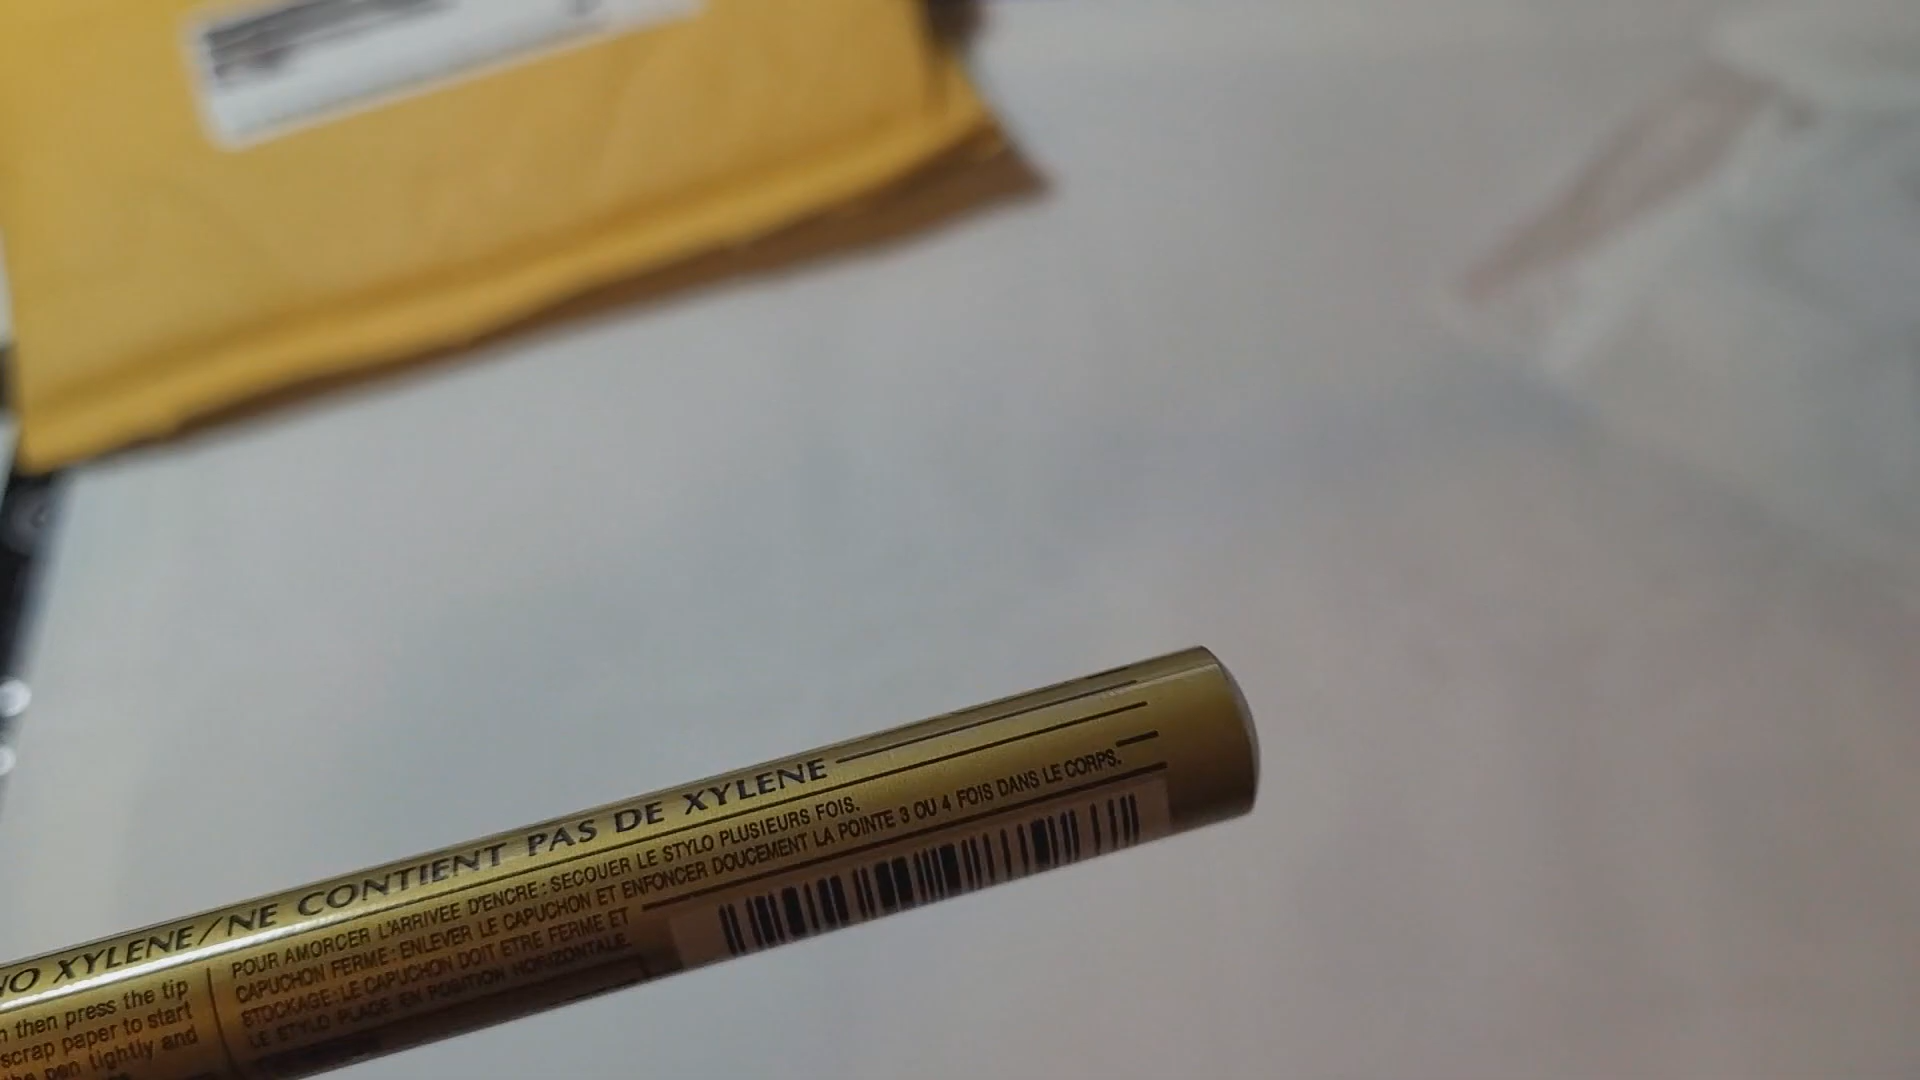 NO XYLENE/NE CONTIENT PAS DE XYLENE
then press the tip
scrap paper to start
pen tightly and
POUR AMORCER L'ARRIVEE D'ENCRE : SECOUER LE STYLO PLUSIEURS FOIS.
CAPUCHON FERME : ENLEVER LE CAPUCHON ET ENFONCER DOUCEMENT LA POINTE 3 OU 4 FOIS DANS LE CORPS.
STOCKAGE : LE CAPUCHON DOIT ETRE FERME ET
LE STYLO PLACE EN POSITION HORIZONTALE.